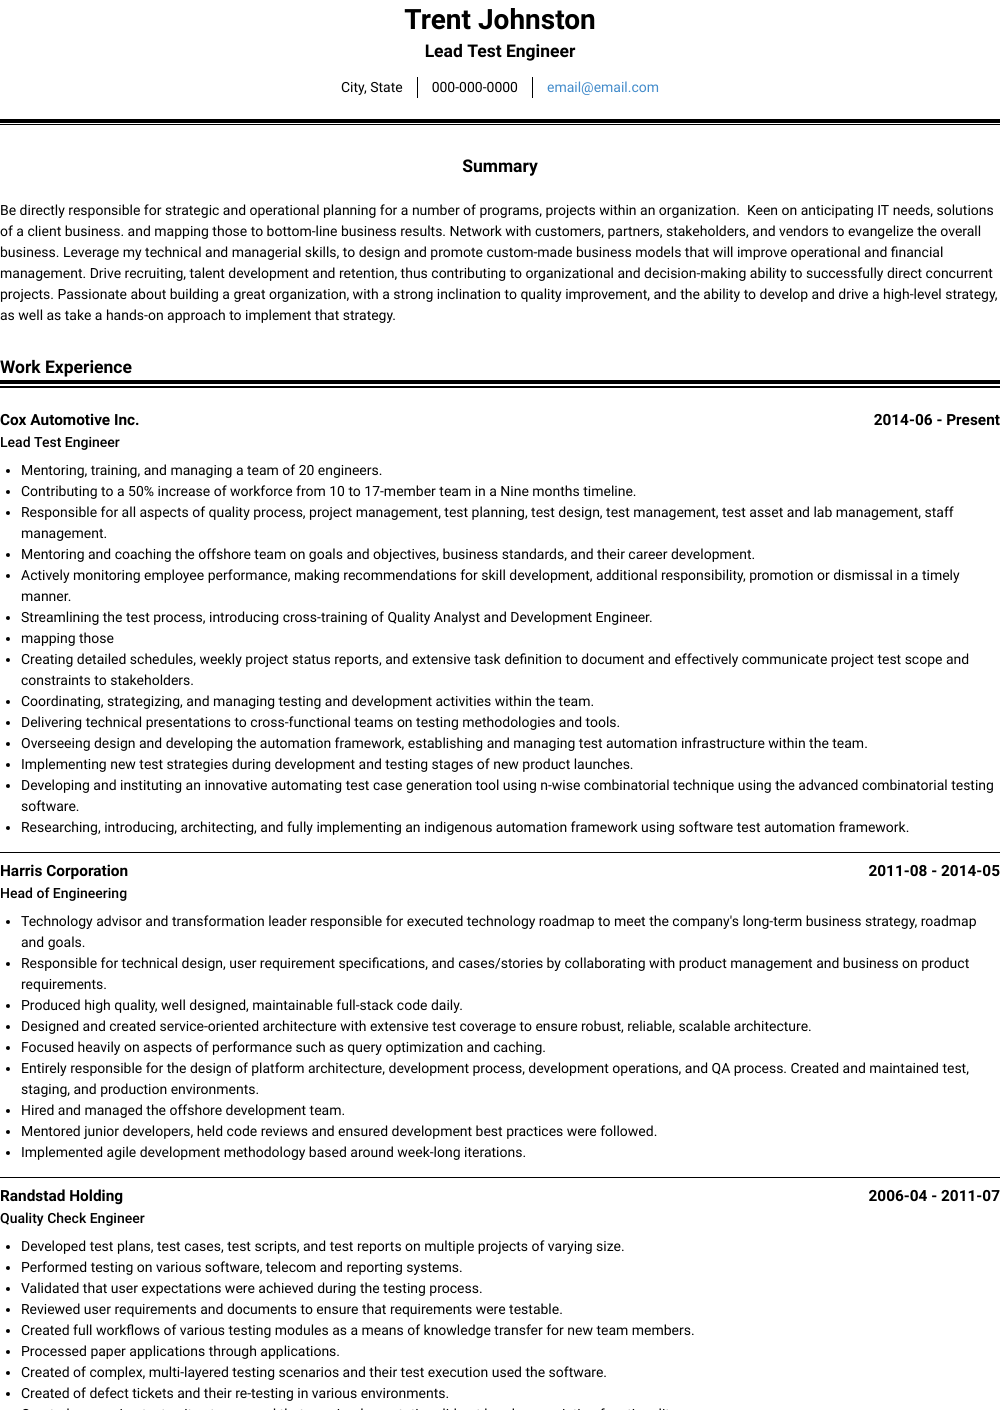 Trent Johnston
Lead Test Engineer
City, State 000-000-0000 email@email.com
Summary
Be directly responsible for strategic and operational planning for a number of programs, projects within an organization.  Keen on anticipating IT needs, solutions
of a client business. and mapping those to bottom-line business results. Network with customers, partners, stakeholders, and vendors to evangelize the overall
business. Leverage my technical and managerial skills, to design and promote custom-made business models that will improve operational and financial
management. Drive recruiting, talent development and retention, thus contributing to organizational and decision-making ability to successfully direct concurrent
projects. Passionate about building a great organization, with a strong inclination to quality improvement, and the ability to develop and drive a high-level strategy,
as well as take a hands-on approach to implement that strategy.
Work Experience
Cox Automotive Inc. 2014-06 - Present
Lead Test Engineer
• Mentoring, training, and managing a team of 20 engineers.
• Contributing to a 50% increase of workforce from 10 to 17-member team in a Nine months timeline.
• Responsible for all aspects of quality process, project management, test planning, test design, test management, test asset and lab management, staff
management.
• Mentoring and coaching the offshore team on goals and objectives, business standards, and their career development.
• Actively monitoring employee performance, making recommendations for skill development, additional responsibility, promotion or dismissal in a timely
manner.
• Streamlining the test process, introducing cross-training of Quality Analyst and Development Engineer.
• mapping those
• Creating detailed schedules, weekly project status reports, and extensive task definition to document and effectively communicate project test scope and
constraints to stakeholders.
• Coordinating, strategizing, and managing testing and development activities within the team.
• Delivering technical presentations to cross-functional teams on testing methodologies and tools.
• Overseeing design and developing the automation framework, establishing and managing test automation infrastructure within the team.
• Implementing new test strategies during development and testing stages of new product launches.
• Developing and instituting an innovative automating test case generation tool using n-wise combinatorial technique using the advanced combinatorial testing
software.
• Researching, introducing, architecting, and fully implementing an indigenous automation framework using software test automation framework.
Harris Corporation 2011-08 - 2014-05
Head of Engineering
• Technology advisor and transformation leader responsible for executed technology roadmap to meet the company's long-term business strategy, roadmap
and goals.
• Responsible for technical design, user requirement specifications, and cases/stories by collaborating with product management and business on product
requirements.
• Produced high quality, well designed, maintainable full-stack code daily.
• Designed and created service-oriented architecture with extensive test coverage to ensure robust, reliable, scalable architecture.
• Focused heavily on aspects of performance such as query optimization and caching.
• Entirely responsible for the design of platform architecture, development process, development operations, and QA process. Created and maintained test,
staging, and production environments.
• Hired and managed the offshore development team.
• Mentored junior developers, held code reviews and ensured development best practices were followed.
• Implemented agile development methodology based around week-long iterations.
Randstad Holding 2006-04 - 2011-07
Quality Check Engineer
• Developed test plans, test cases, test scripts, and test reports on multiple projects of varying size.
• Performed testing on various software, telecom and reporting systems.
• Validated that user expectations were achieved during the testing process.
• Reviewed user requirements and documents to ensure that requirements were testable.
• Created full workflows of various testing modules as a means of knowledge transfer for new team members.
• Processed paper applications through applications.
• Created of complex, multi-layered testing scenarios and their test execution used the software.
• Created of defect tickets and their re-testing in various environments.